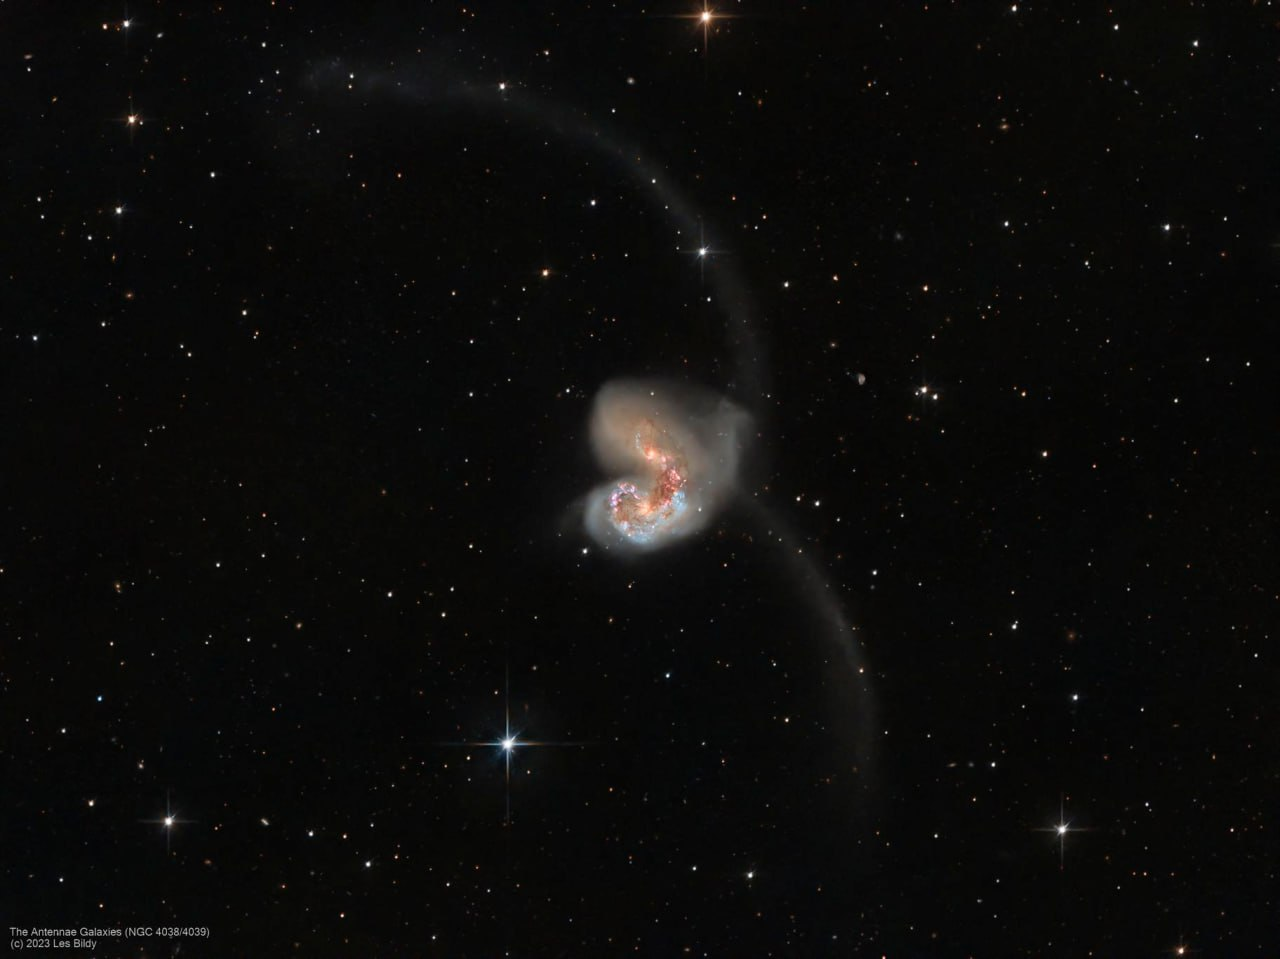 The Antennae Galaxies (NGC 4038/4039)
(c) 2023 Les Bildy